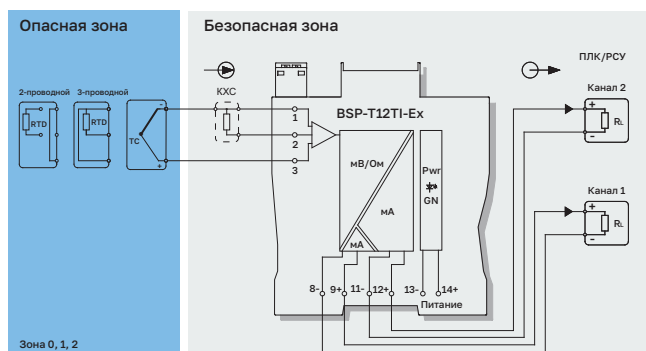 Опасная зона
Безопасная зона
ПЛК/РСУ
2-проводной
3-проводной
КХС
Канал 2
BSP-T12TI-Ex
RTD
RTD
TC
-
+
1
2
3
+
RL
-
мВ/Ом
Pwr
GN
мА
мА
Канал 1
+
RL
-
8-
9+
11-
12+
13-
14+
Питание
Зона 0, 1, 2